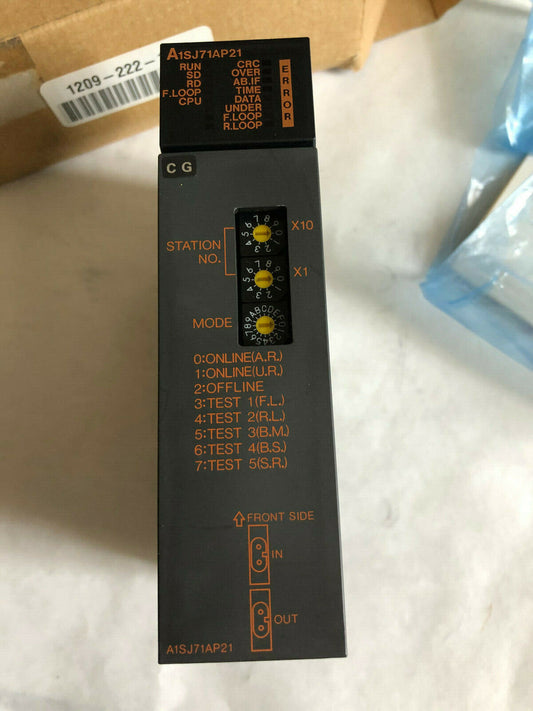 1209-222-
A1SJ71AP21
RUN CRC
SD OVER
RD AB.IF
F.LOOP TIME
CPU DATA
UNDER
F.LOOP
R.LOOP
ERROR
CG
X10
STATION
NO.
X1
MODE
0:ONLINE(A.R.)
1:ONLINE(U.R.)
2:OFFLINE
3:TEST 1(F.L.)
4:TEST 2(R.L.)
5:TEST 3(B.M.)
6:TEST 4(B.S.)
7:TEST 5(S.R.)
FRONT SIDE
IN
OUT
A1SJ71AP21